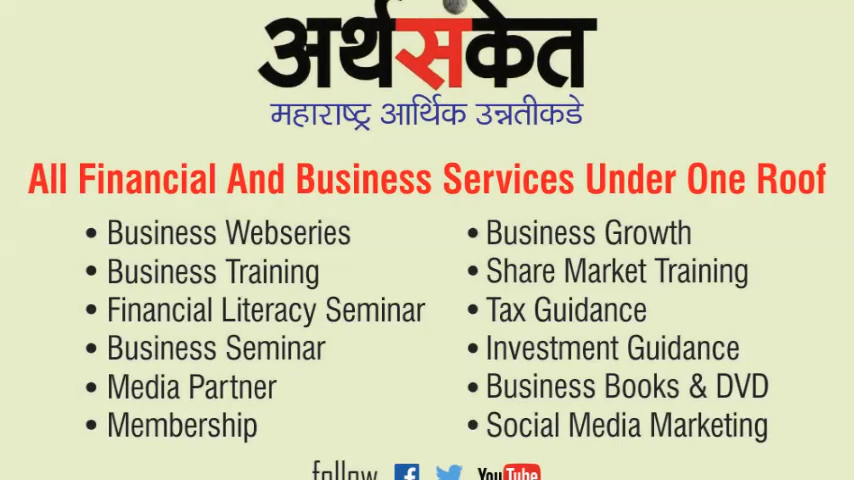 अर्थसंकेत
महाराष्ट्र आर्थिक उन्नतीकडे
All Financial And Business Services Under One Roof
• Business Webseries
• Business Training
• Financial Literacy Seminar
• Business Seminar
• Media Partner
• Membership
• Business Growth
• Share Market Training
• Tax Guidance
• Investment Guidance
• Business Books & DVD
• Social Media Marketing
follow
YouTube